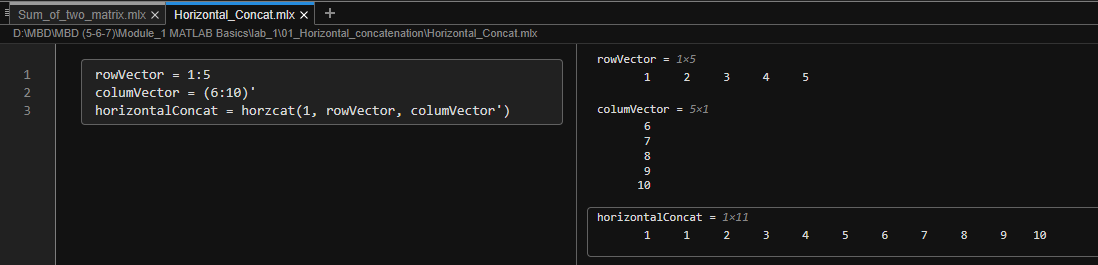 Sum_of_two_matrix.mlx × Horizontal_Concat.mlx × +
D:\MBD\MBD (5-6-7)\Module_1 MATLAB Basics\lab_1\01_Horizontal_concatenation\Horizontal_Concat.mlx
1 rowVector = 1:5
2 columVector = (6:10)'
3 horizontalConcat = horzcat(1, rowVector, columVector')
rowVector = 1×5
1 2 3 4 5
columVector = 5×1
6
7
8
9
10
horizontalConcat = 1×11
1 1 2 3 4 5 6 7 8 9 10